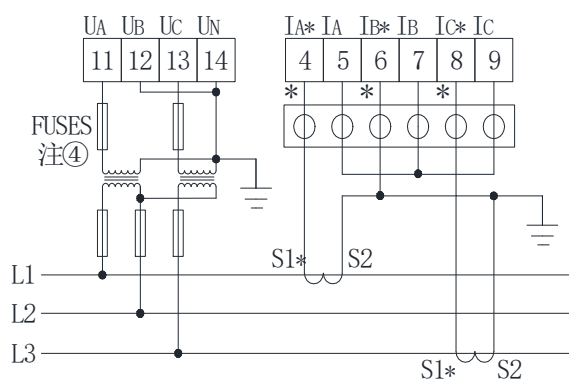 UA UB UC UN IA* IA IB* IB IC* IC
11 12 13 14 4 5 6 7 8 9
* * *
FUSES
注④
S1* S2
L1
L2
L3
S1* S2